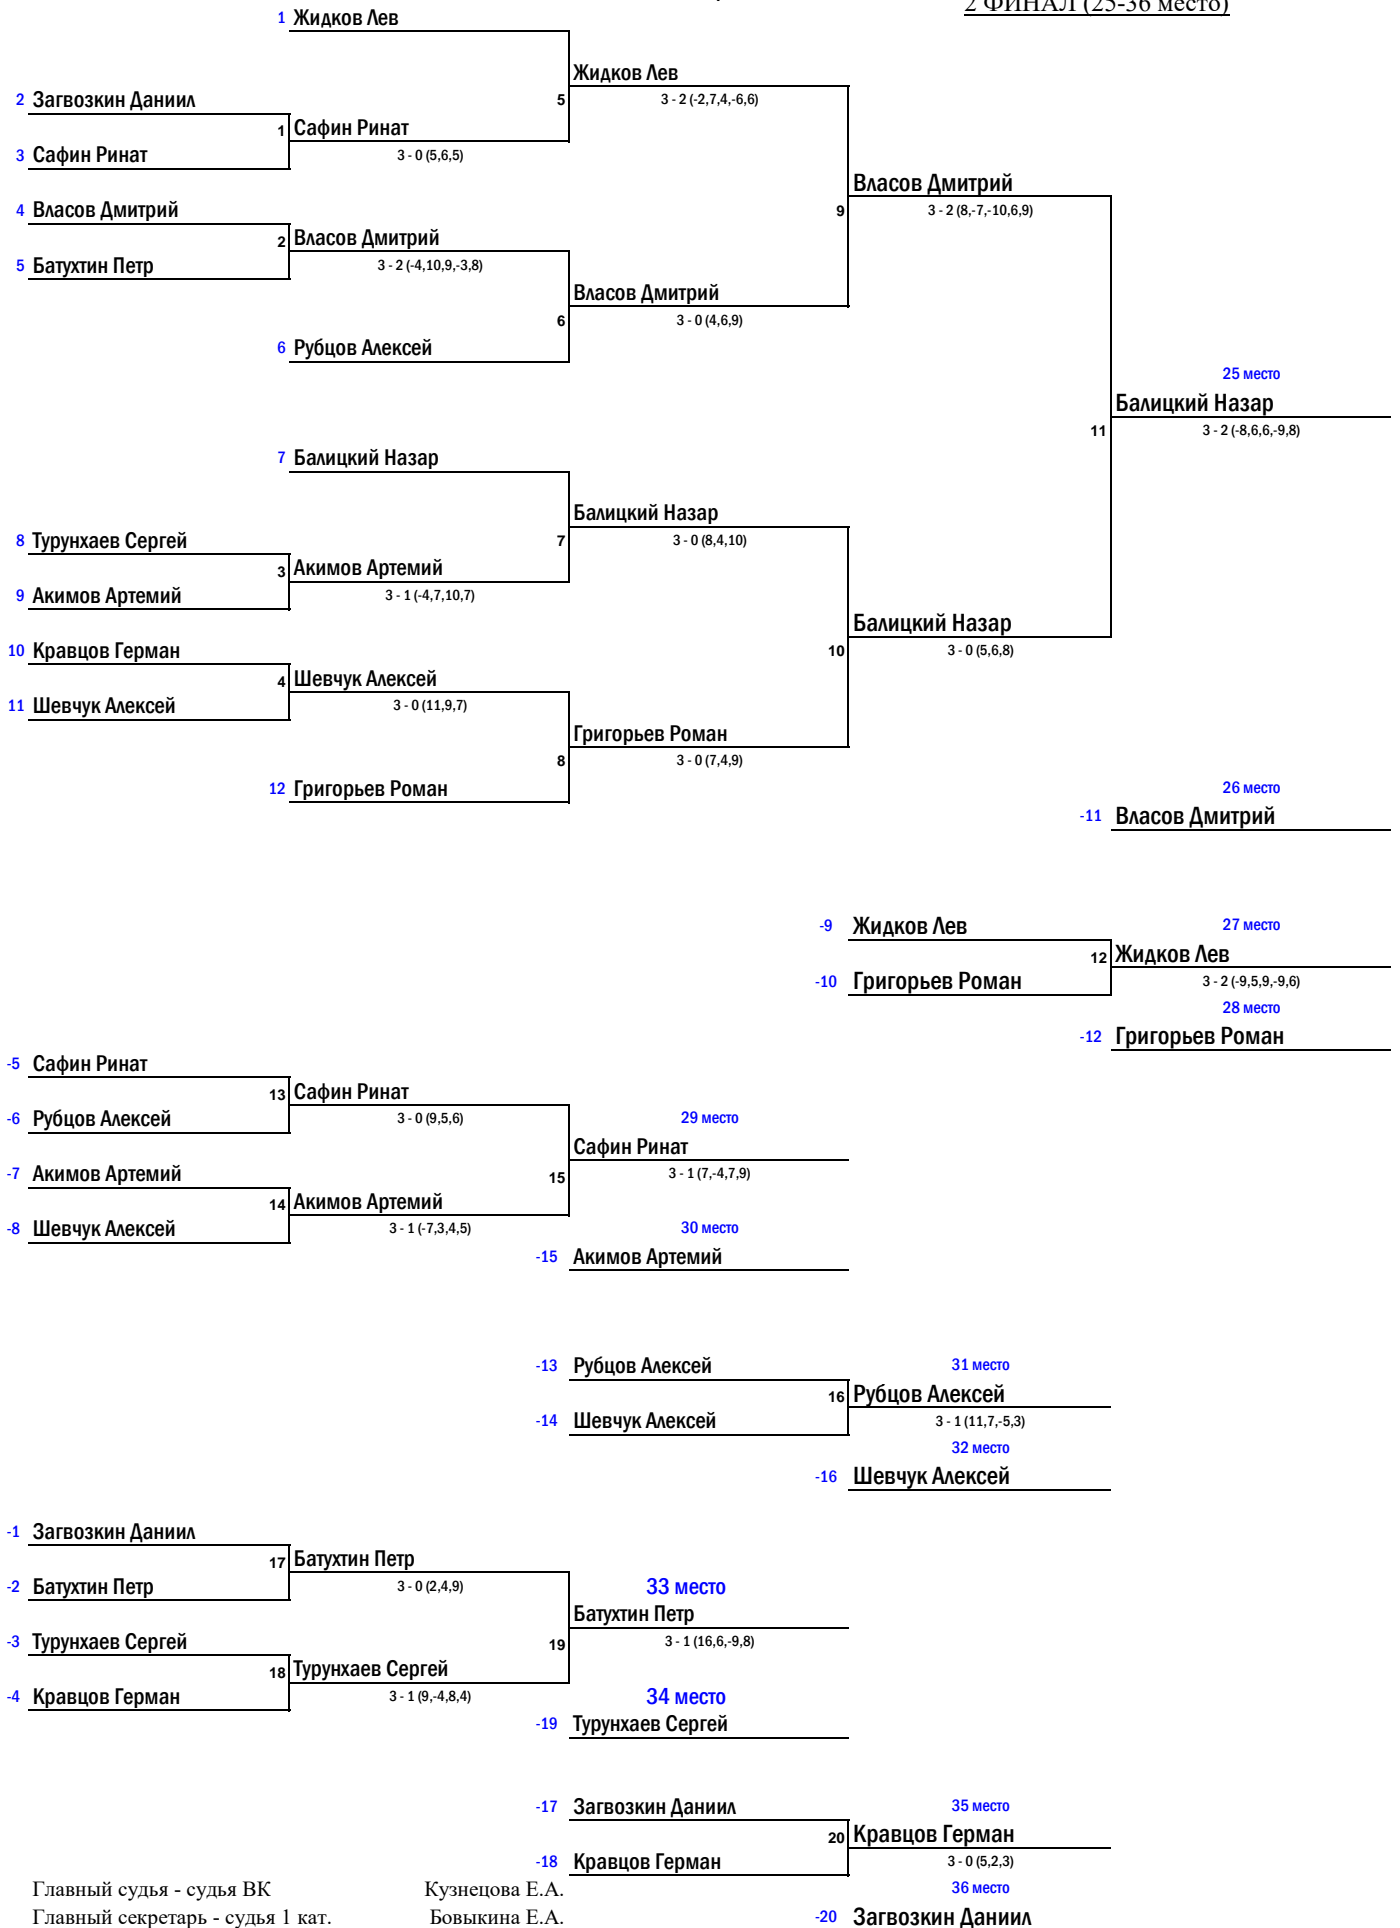 2 ФИНАЛ (25-36 место)
1 Жидков Лев
Жидков Лев
2 Загвозкин Даниил
5
3 - 2 (-2,7,4,-6,6)
1 Сафин Ринат
3 Сафин Ринат
3 - 0 (5,6,5)
Власов Дмитрий
4 Власов Дмитрий
9
3 - 2 (8,-7,-10,6,9)
2 Власов Дмитрий
5 Батухтин Петр
3 - 2 (-4,10,9,-3,8)
Власов Дмитрий
6
3 - 0 (4,6,9)
6 Рубцов Алексей
25 место
Балицкий Назар
11
3 - 2 (-8,6,6,-9,8)
7 Балицкий Назар
Балицкий Назар
8 Турунхаев Сергей
7
3 - 0 (8,4,10)
3 Акимов Артемий
9 Акимов Артемий
3 - 1 (-4,7,10,7)
Балицкий Назар
10 Кравцов Герман
10
3 - 0 (5,6,8)
4 Шевчук Алексей
11 Шевчук Алексей
3 - 0 (11,9,7)
Григорьев Роман
8
3 - 0 (7,4,9)
12 Григорьев Роман
26 место
-11 Власов Дмитрий
-9 Жидков Лев
27 место
12 Жидков Лев
-10 Григорьев Роман
3 - 2 (-9,5,9,-9,6)
28 место
-12 Григорьев Роман
-5 Сафин Ринат
13 Сафин Ринат
-6 Рубцов Алексей
3 - 0 (9,5,6)
29 место
Сафин Ринат
-7 Акимов Артемий
15
3 - 1 (7,-4,7,9)
14 Акимов Артемий
-8 Шевчук Алексей
3 - 1 (-7,3,4,5)
30 место
-15 Акимов Артемий
-13 Рубцов Алексей
31 место
16 Рубцов Алексей
-14 Шевчук Алексей
3 - 1 (11,7,-5,3)
32 место
-16 Шевчук Алексей
-1 Загвозкин Даниил
17 Батухтин Петр
-2 Батухтин Петр
3 - 0 (2,4,9)
33 место
Батухтин Петр
-3 Турунхаев Сергей
19
3 - 1 (16,6,-9,8)
18 Турунхаев Сергей
-4 Кравцов Герман
3 - 1 (9,-4,8,4)
34 место
-19 Турунхаев Сергей
-17 Загвозкин Даниил
35 место
20 Кравцов Герман
-18 Кравцов Герман
3 - 0 (5,2,3)
Главный судья - судья ВК Кузнецова Е.А.
36 место
Главный секретарь - судья 1 кат. Бовыкина Е.А.
-20 Загвозкин Даниил